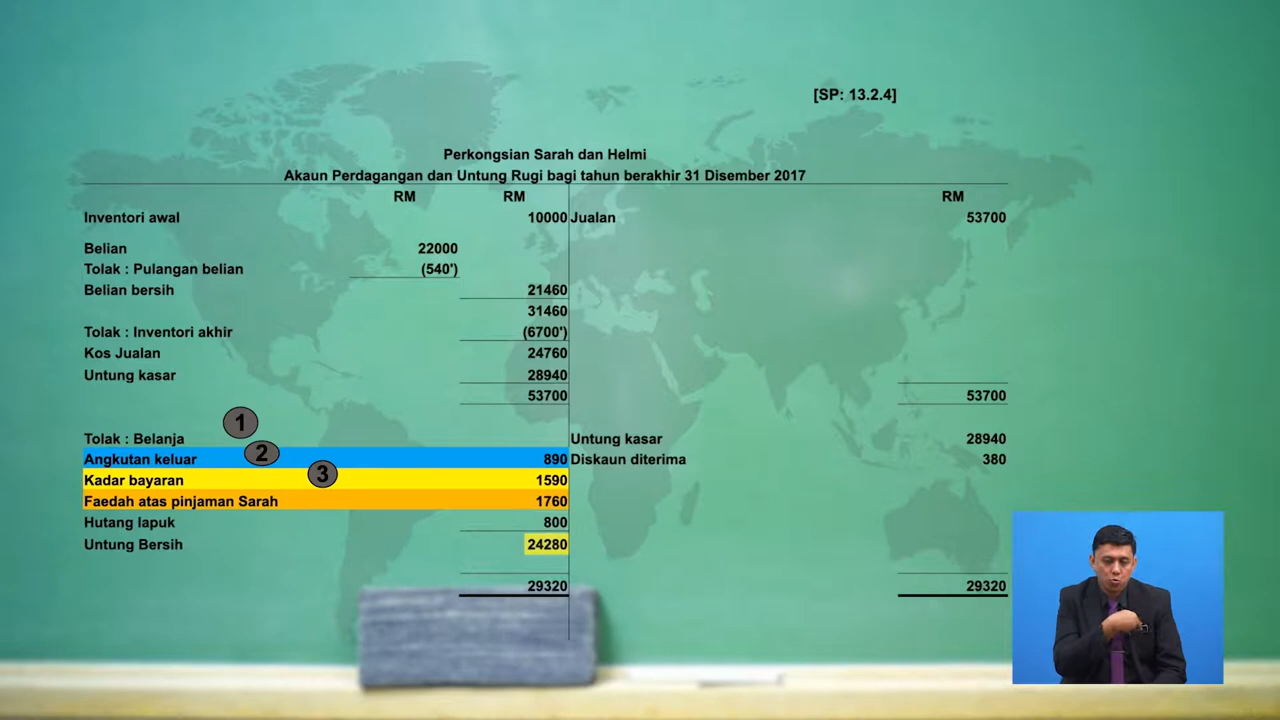 [SP: 13.2.4]
Perkongsian Sarah dan Helmi
Akaun Perdagangan dan Untung Rugi bagi tahun berakhir 31 Disember 2017
RM RM RM
Inventori awal 10000 Jualan 53700
Belian 22000
Tolak : Pulangan belian (540')
Belian bersih 21460
31460
Tolak : Inventori akhir (6700')
Kos Jualan 24760
Untung kasar 28940
53700 53700
1
Tolak : Belanja Untung kasar 28940
2
Angkutan keluar 890 Diskaun diterima 380
3
Kadar bayaran 1590
Faedah atas pinjaman Sarah 1760
Hutang lapuk 800
Untung Bersih 24280
29320 29320